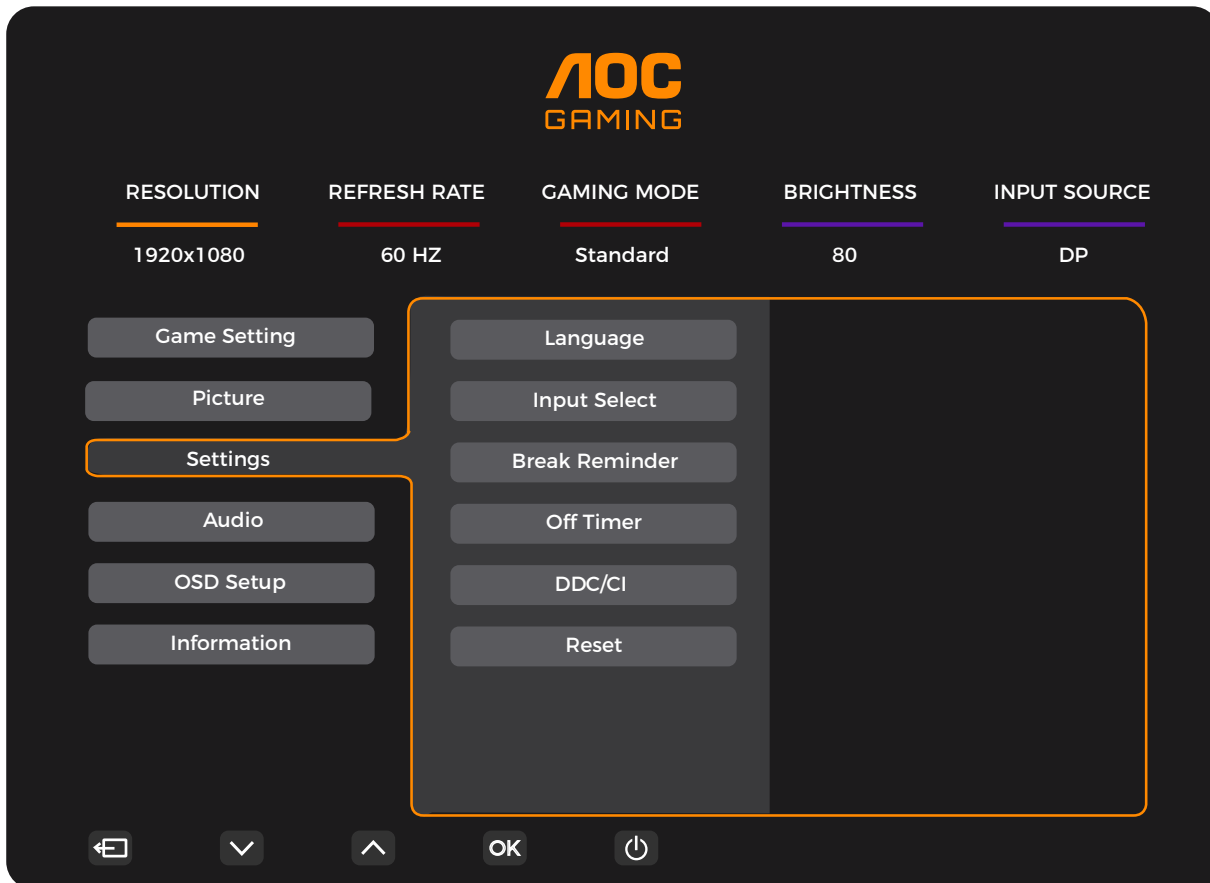 AOC
GAMING
RESOLUTION REFRESH RATE GAMING MODE BRIGHTNESS INPUT SOURCE
1920x1080 60 HZ Standard 80 DP
Game Setting
Picture
Settings
Audio
OSD Setup
Information
Language
Input Select
Break Reminder
Off Timer
DDC/CI
Reset
OK